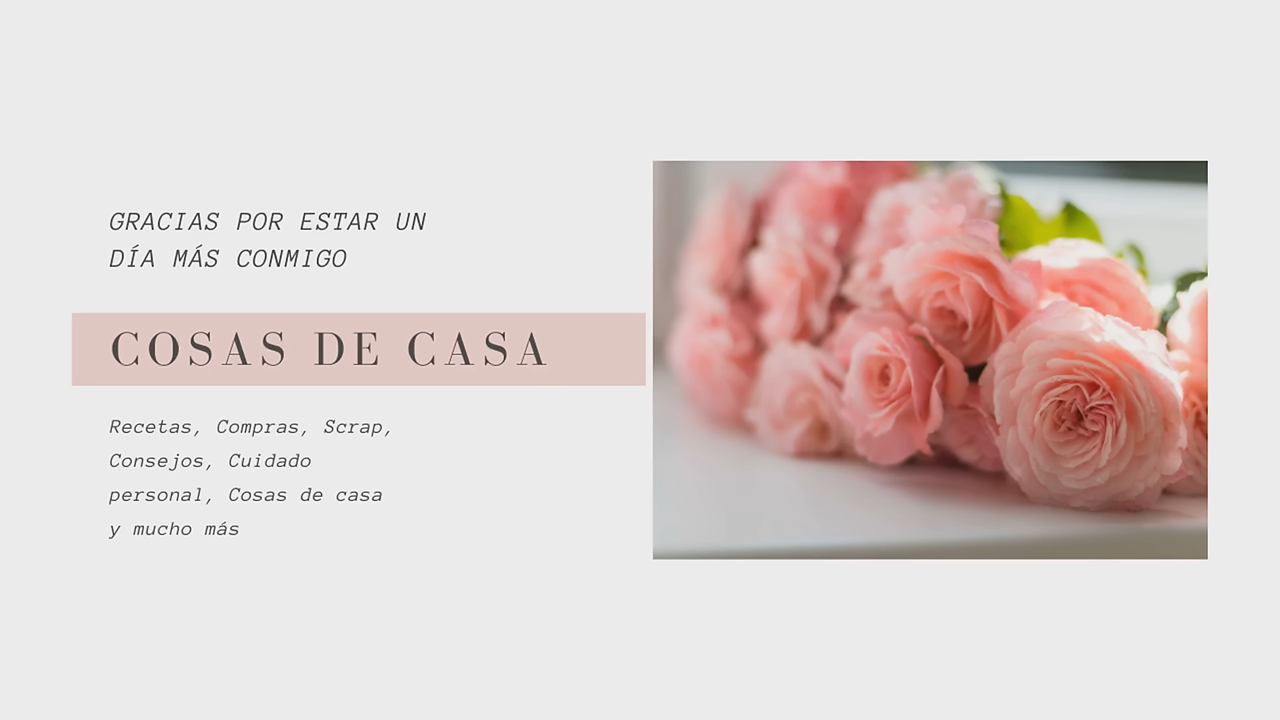 GRACIAS POR ESTAR UN
DÍA MÁS CONMIGO
COSAS DE CASA
Recetas, Compras, Scrap,
Consejos, Cuidado
personal, Cosas de casa
y mucho más